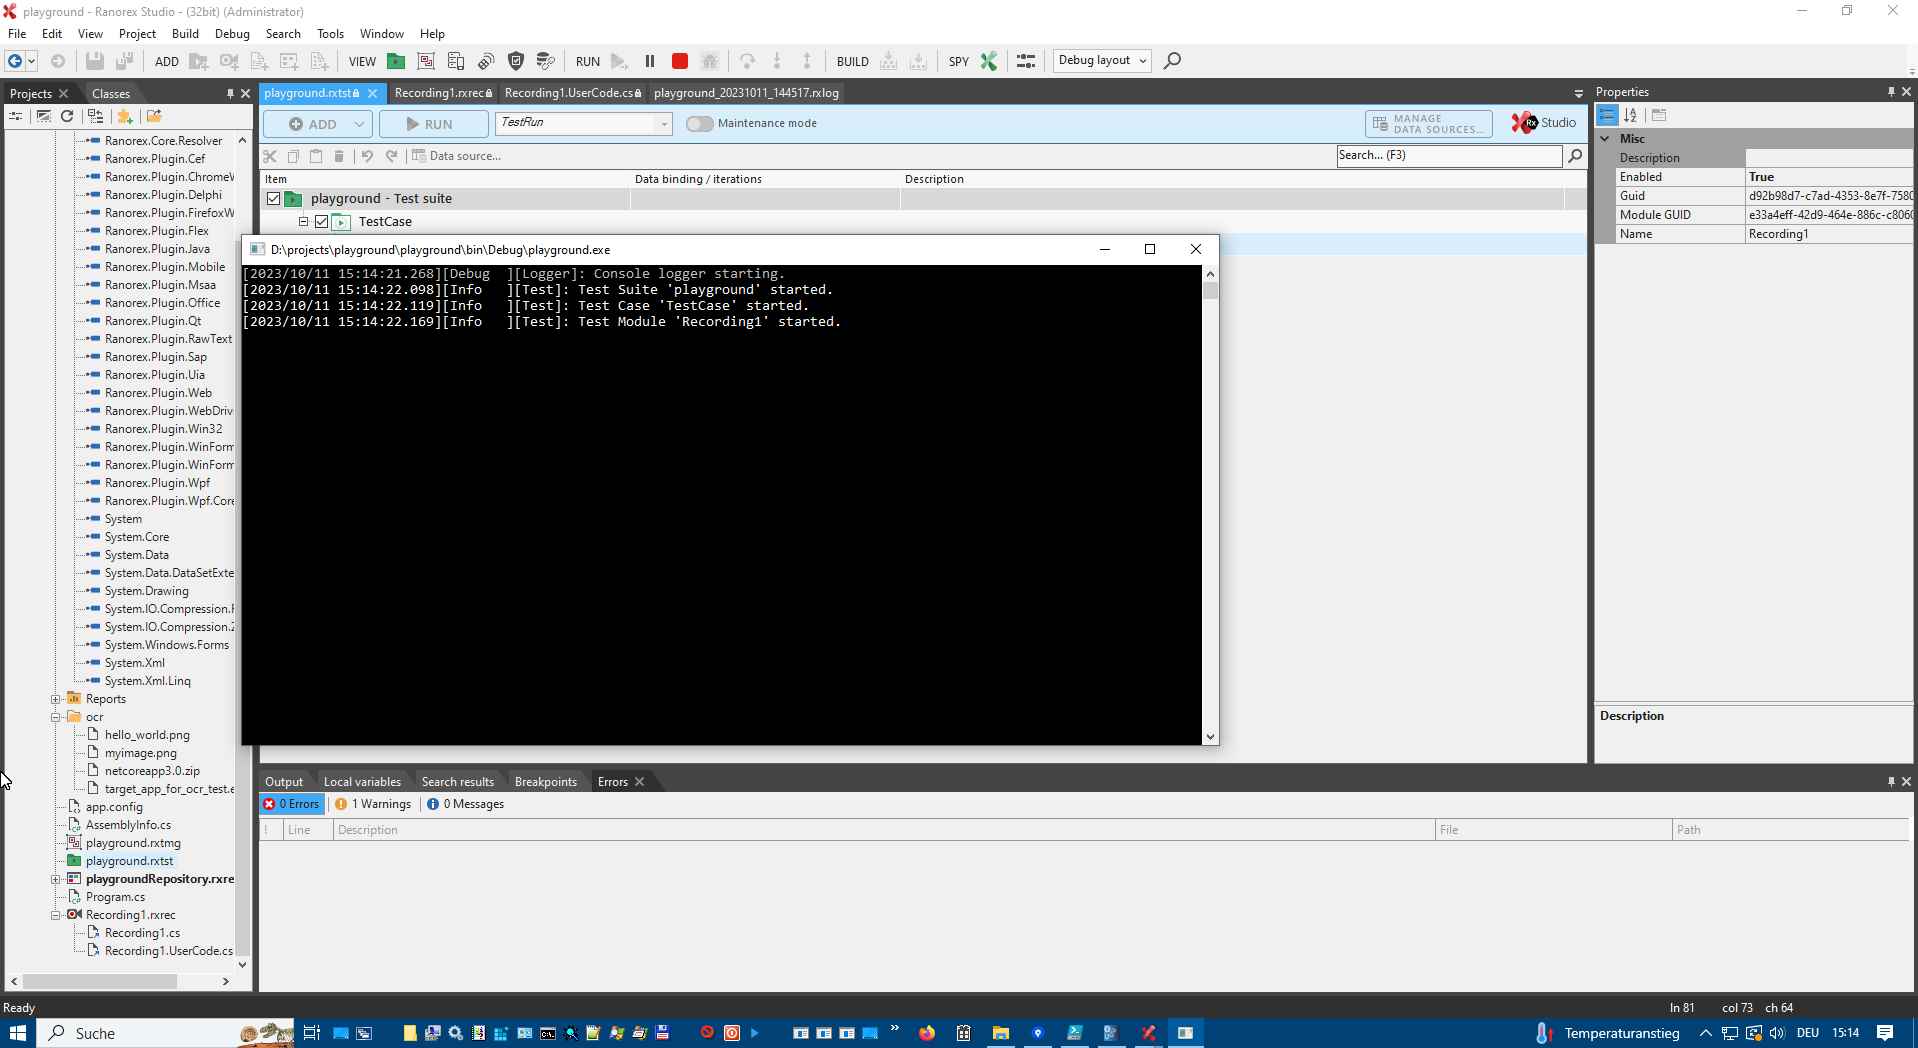 playground - Ranorex Studio - (32bit) (Administrator)
File Edit View Project Build Debug Search Tools Window Help
ADD VIEW RUN BUILD SPY Debug layout
Projects Classes
playground.rxtst Recording1.rxrec Recording1.UserCode.cs playground_20231011_144517.rxlog
Properties
ADD RUN TestRun Maintenance mode MANAGE DATA SOURCES... Rx Studio
Data source... Search... (F3)
Item Data binding / iterations Description
playground - Test suite
TestCase
D:\projects\playground\playground\bin\Debug\playground.exe
[2023/10/11 15:14:21.268][Debug  ][Logger]: Console logger starting.
[2023/10/11 15:14:22.098][Info   ][Test]: Test Suite 'playground' started.
[2023/10/11 15:14:22.119][Info   ][Test]: Test Case 'TestCase' started.
[2023/10/11 15:14:22.169][Info   ][Test]: Test Module 'Recording1' started.
Ranorex.Core.Resolver
Ranorex.Plugin.Cef
Ranorex.Plugin.Chrome
Ranorex.Plugin.Delphi
Ranorex.Plugin.FirefoxW
Ranorex.Plugin.Flex
Ranorex.Plugin.Java
Ranorex.Plugin.Mobile
Ranorex.Plugin.Msaa
Ranorex.Plugin.Office
Ranorex.Plugin.Qt
Ranorex.Plugin.RawText
Ranorex.Plugin.Sap
Ranorex.Plugin.Uia
Ranorex.Plugin.Web
Ranorex.Plugin.WebDriv
Ranorex.Plugin.Win32
Ranorex.Plugin.WinForm
Ranorex.Plugin.WinForm
Ranorex.Plugin.Wpf
Ranorex.Plugin.Wpf.Core
System
System.Core
System.Data
System.Data.DataSetExte
System.Drawing
System.IO.Compression.F
System.IO.Compression.Z
System.Windows.Forms
System.Xml
System.Xml.Linq
Reports
ocr
hello_world.png
myimage.png
netcoreapp3.0.zip
target_app_for_ocr_test.e
app.config
AssemblyInfo.cs
playground.rxtmg
playground.rxtst
playgroundRepository.rxre
Program.cs
Recording1.rxrec
Recording1.cs
Recording1.UserCode.cs
Misc
Description
Enabled True
Guid d92b98d7-c7ad-4353-8e7f-7580
Module GUID e33a4eff-42d9-464e-886c-c8060
Name Recording1
Description
Output Local variables Search results Breakpoints Errors
0 Errors 1 Warnings 0 Messages
! Line Description File Path
Ready ln 81 col 73 ch 64
Suche Temperaturanstieg DEU 15:14